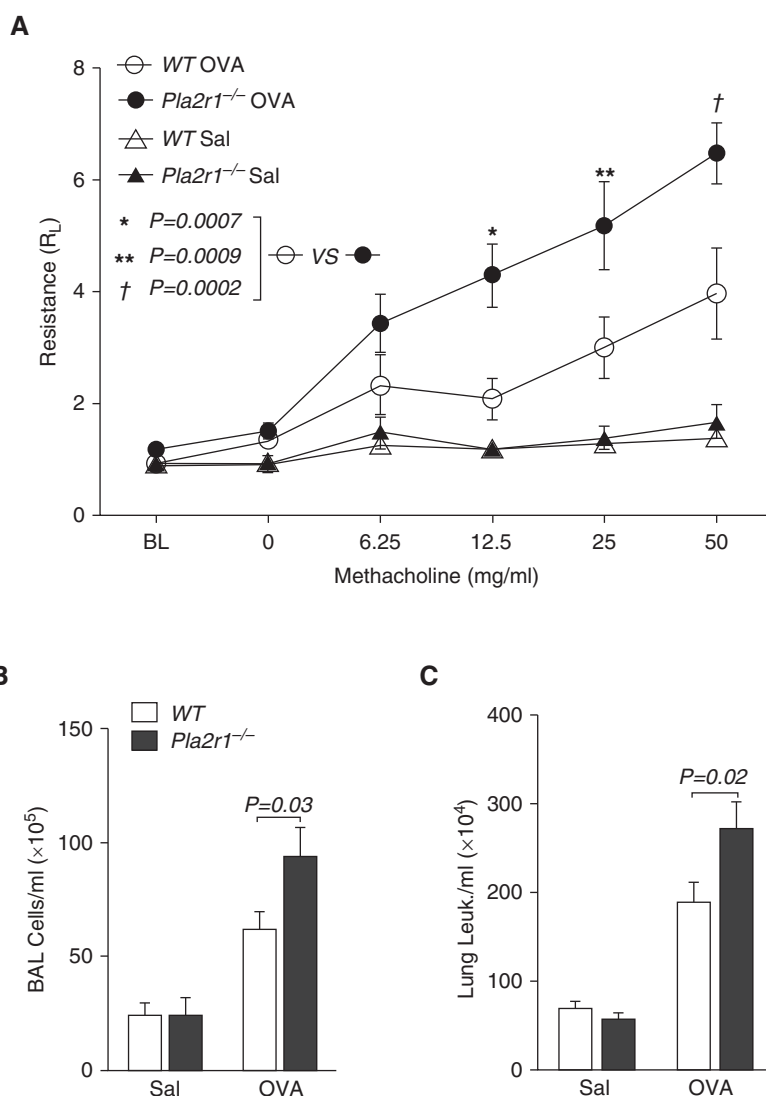 A
WT OVA
Pla2r1−/− OVA
WT Sal
Pla2r1−/− Sal
* P=0.0007
** P=0.0009
† P=0.0002
VS
*
**
†
Resistance (RL)
8
6
4
2
0
BL 0 6.25 12.5 25 50
Methacholine (mg/ml)
B
WT
Pla2r1−/−
P=0.03
BAL Cells/ml (×10⁵)
150
100
50
0
Sal OVA
C
P=0.02
Lung Leuk./ml (×10⁴)
400
300
200
100
0
Sal OVA